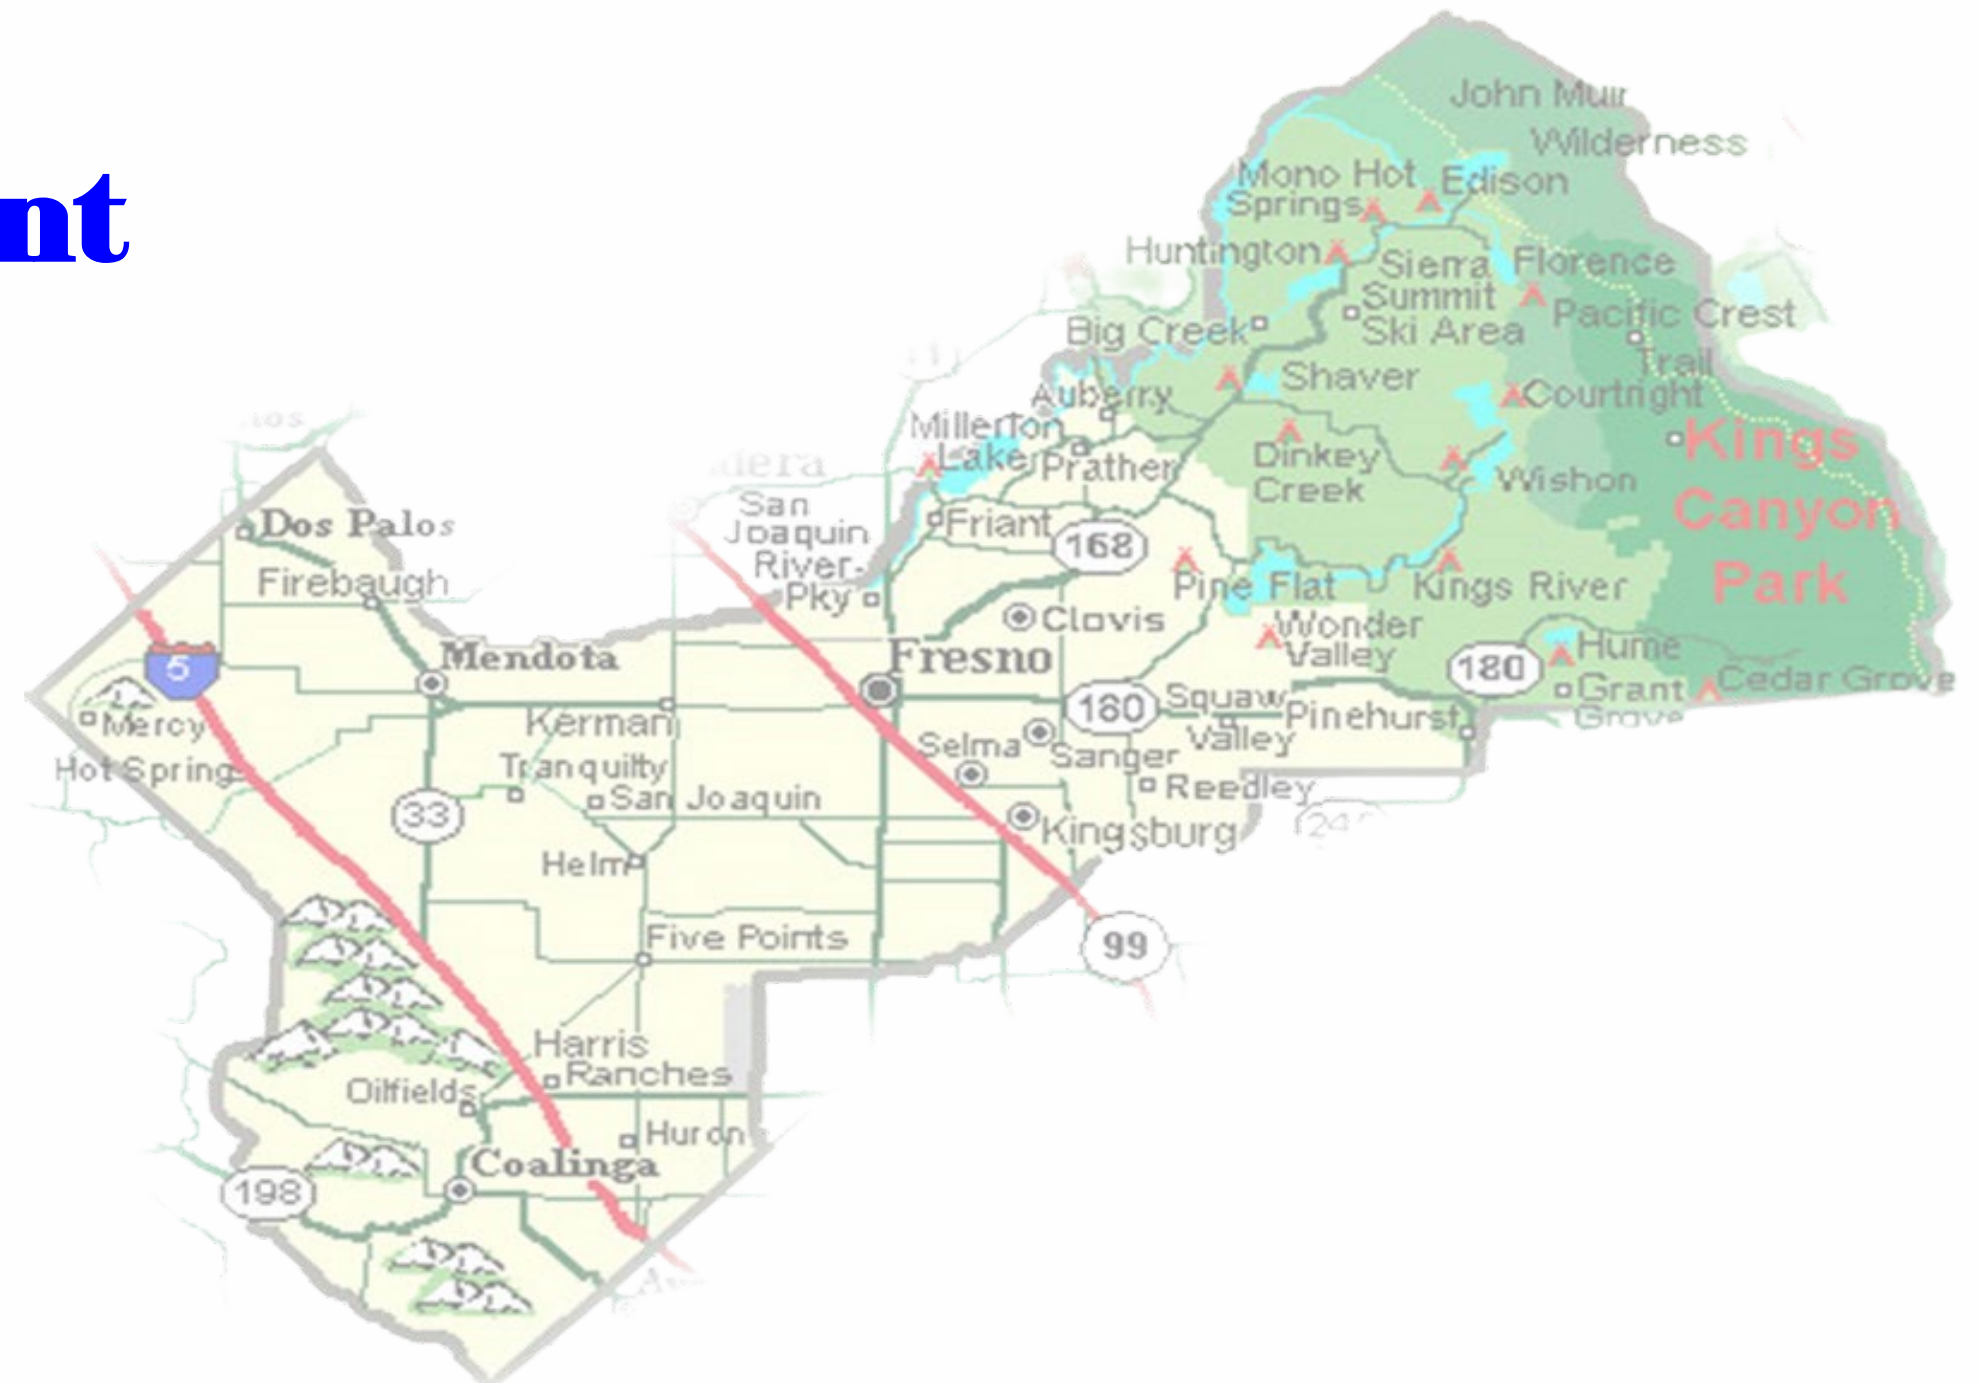 nt
John Muir
Wilderness
Mono Hot
Springs
Edison
Huntington
Sierra
Summit
Ski Area
Florence
Pacific Crest
Trail
Big Creek
Shaver
Courtright
Auberry
Millerton
Lake
Prather
Dinkey
Creek
Wishon
Kings
Canyon
Park
San
Joaquin
River-
Pky
Friant
168
Pine Flat
Kings River
Dos Palos
Firebaugh
Clovis
Wonder
Valley
Mendota
Fresno
180
Hume
Grant
Grove
Cedar Grove
5
Mercy
Hot Springs
Kerman
180
Squaw
Valley
Pinehurst
Selma
Sanger
Tranquilty
San Joaquin
Reedley
33
Kingsburg
Helm
Five Points
99
Harris
Ranches
Oilfields
Huron
Coalinga
198